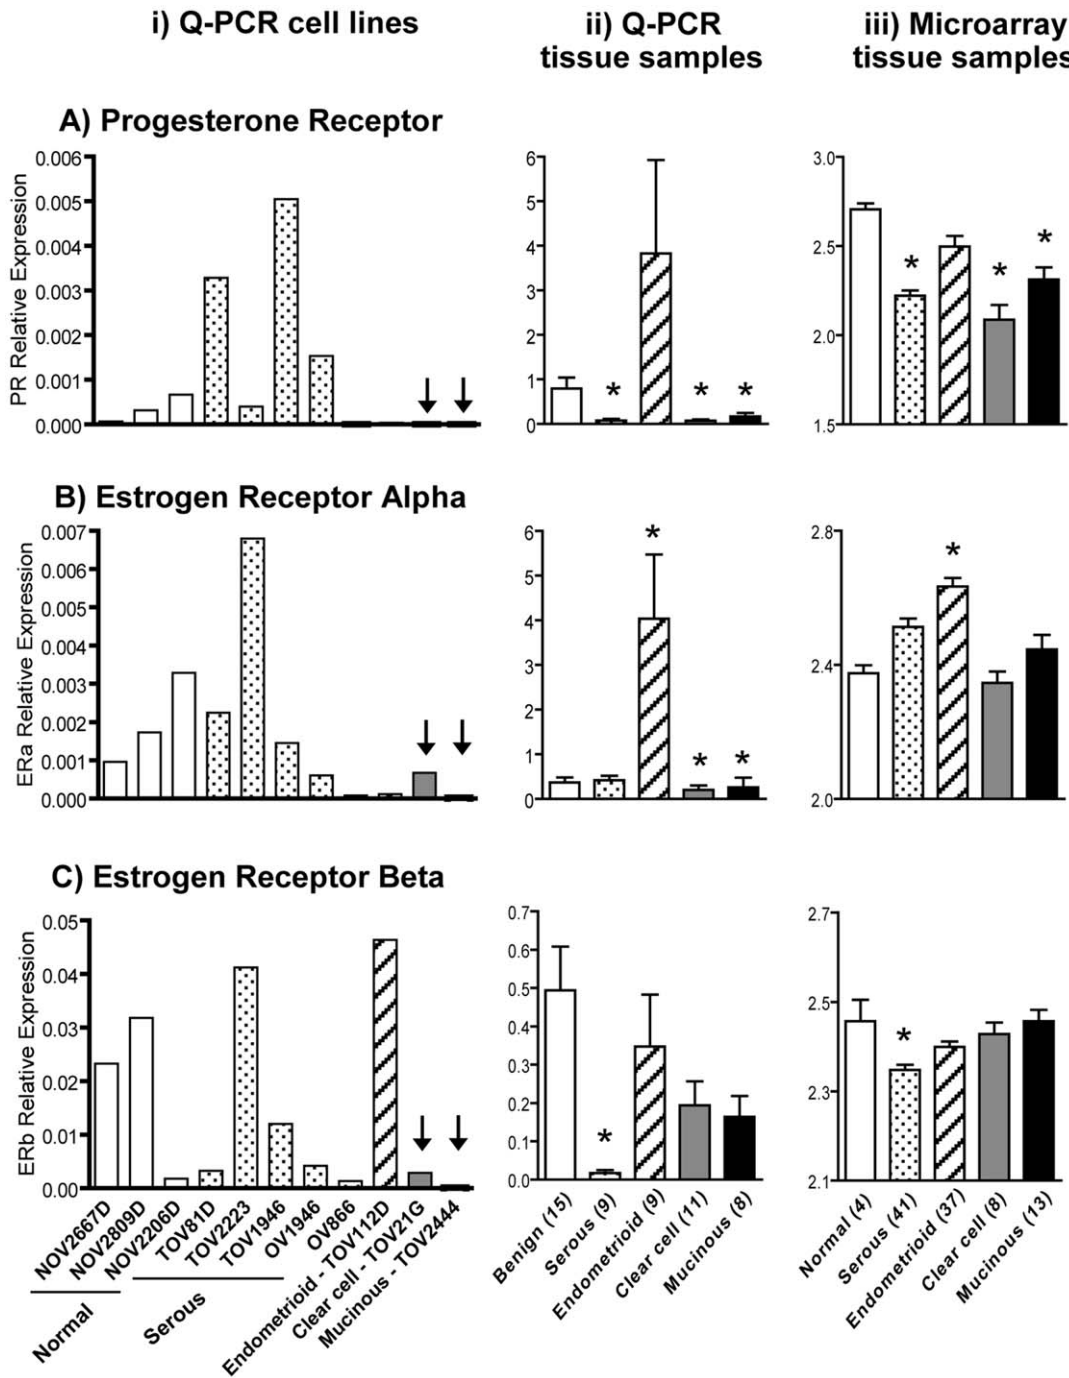 i) Q-PCR cell lines
ii) Q-PCR
tissue samples
iii) Microarray
tissue samples
A) Progesterone Receptor
PR Relative Expression
0.006
0.005
0.004
0.003
0.002
0.001
0.000
6
5
4
3
2
1
0
* * *
3.0
2.5
2.0
1.5
* * *
B) Estrogen Receptor Alpha
ERa Relative Expression
0.007
0.006
0.005
0.004
0.003
0.002
0.001
0.000
6
5
4
3
2
1
0
* * *
2.8
2.4
2.0
*
C) Estrogen Receptor Beta
ERb Relative Expression
0.05
0.04
0.03
0.02
0.01
0.00
0.7
0.6
0.5
0.4
0.3
0.2
0.1
0.0
*
2.7
2.5
2.3
2.1
*
NOV2667D
NOV2809D
NOV2206D
TOV81D
TOV2223
TOV1946
OV1946
OV866
Endometrioid - TOV112D
Clear cell - TOV21G
Mucinous - TOV2444
Normal
Serous
Benign (15)
Serous (9)
Endometrioid (9)
Clear cell (11)
Mucinous (8)
Normal (4)
Serous (41)
Endometrioid (37)
Clear cell (8)
Mucinous (13)